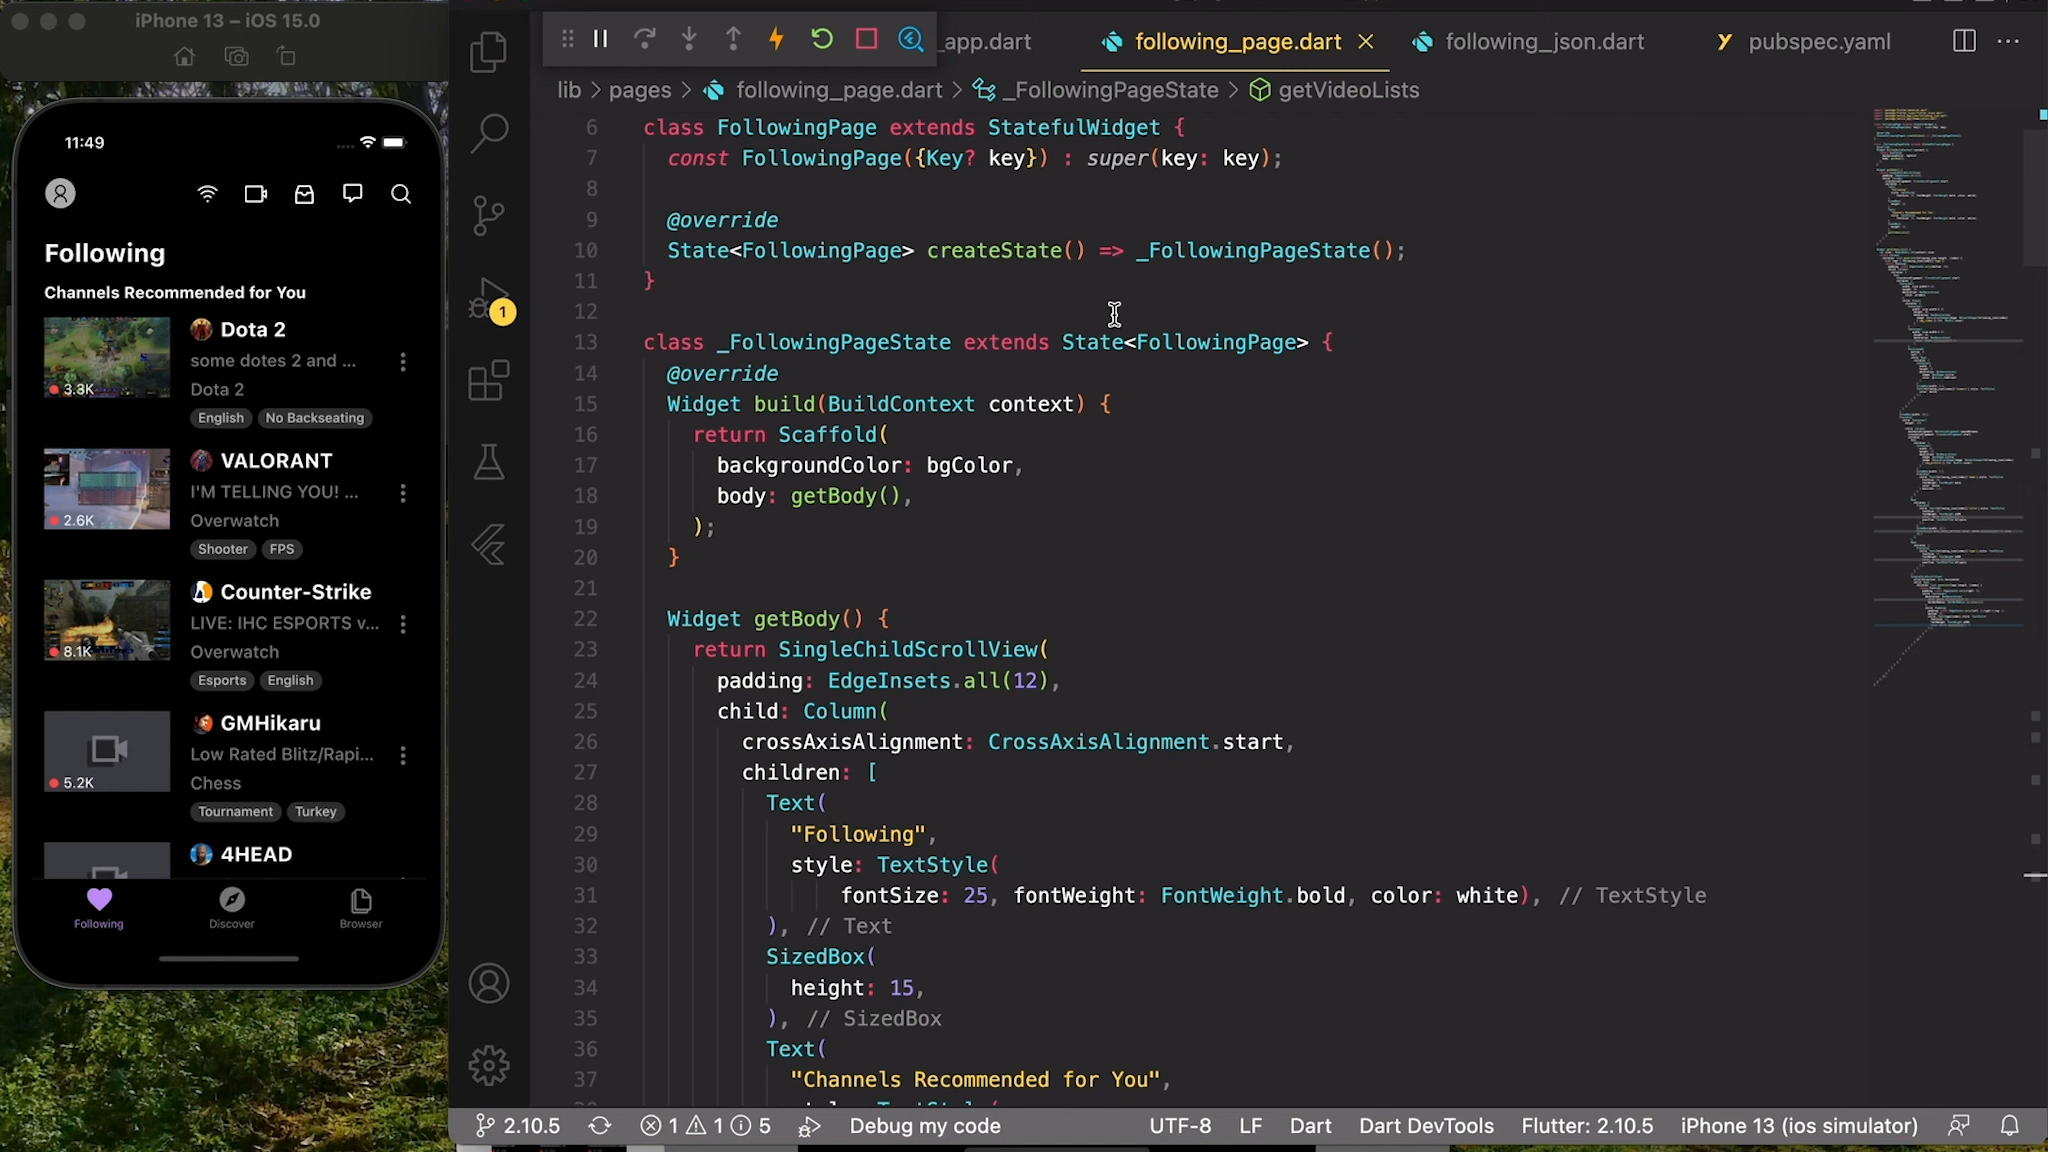 iPhone 13 – iOS 15.0
11:49
Following
Channels Recommended for You
Dota 2
some dotes 2 and ...
Dota 2
3.3K
English
No Backseating
VALORANT
I'M TELLING YOU! ...
Overwatch
2.6K
Shooter
FPS
Counter-Strike
LIVE: IHC ESPORTS v...
Overwatch
8.1K
Esports
English
GMHikaru
Low Rated Blitz/Rapi...
Chess
5.2K
Tournament
Turkey
4HEAD
Following
Discover
Browser
1
_app.dart
following_page.dart
following_json.dart
pubspec.yaml
lib > pages > following_page.dart > _FollowingPageState > getVideoLists
6 class FollowingPage extends StatefulWidget {
7 const FollowingPage({Key? key}) : super(key: key);
8
9 @override
10 State<FollowingPage> createState() => _FollowingPageState();
11 }
12
13 class _FollowingPageState extends State<FollowingPage> {
14 @override
15 Widget build(BuildContext context) {
16 return Scaffold(
17 backgroundColor: bgColor,
18 body: getBody(),
19 );
20 }
21
22 Widget getBody() {
23 return SingleChildScrollView(
24 padding: EdgeInsets.all(12),
25 child: Column(
26 crossAxisAlignment: CrossAxisAlignment.start,
27 children: [
28 Text(
29 "Following",
30 style: TextStyle(
31 fontSize: 25, fontWeight: FontWeight.bold, color: white), // TextStyle
32 ), // Text
33 SizedBox(
34 height: 15,
35 ), // SizedBox
36 Text(
37 "Channels Recommended for You",
2.10.5
1 1 5
Debug my code
UTF-8
LF
Dart
Dart DevTools
Flutter: 2.10.5
iPhone 13 (ios simulator)